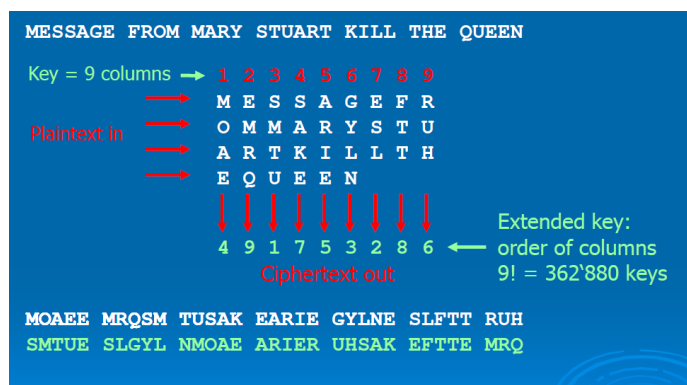 MESSAGE FROM MARY STUART KILL THE QUEEN
Key = 9 columns 1 2 3 4 5 6 7 8 9
M E S S A G E F R
Plaintext in
O M M A R Y S T U
A R T K I L L T H
E Q U E E N
4 9 1 7 5 3 2 8 6
Extended key:
order of columns
9! = 362‘880 keys
Ciphertext out
MOAEE MRQSM TUSAK EARIE GYLNE SLFTT RUH
SMTUE SLGYL NMOAE ARIER UHSAK EFTTE MRQ